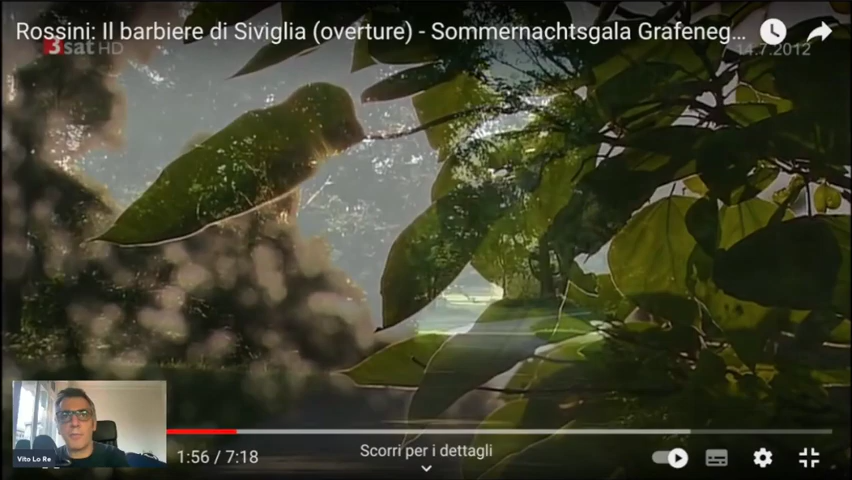 Rossini: Il barbiere di Siviglia (overture) - Sommernachtsgala Grafeneg...
3sat HD
14.7.2012
Vito Lo Re
1:56 / 7:18
Scorri per i dettagli